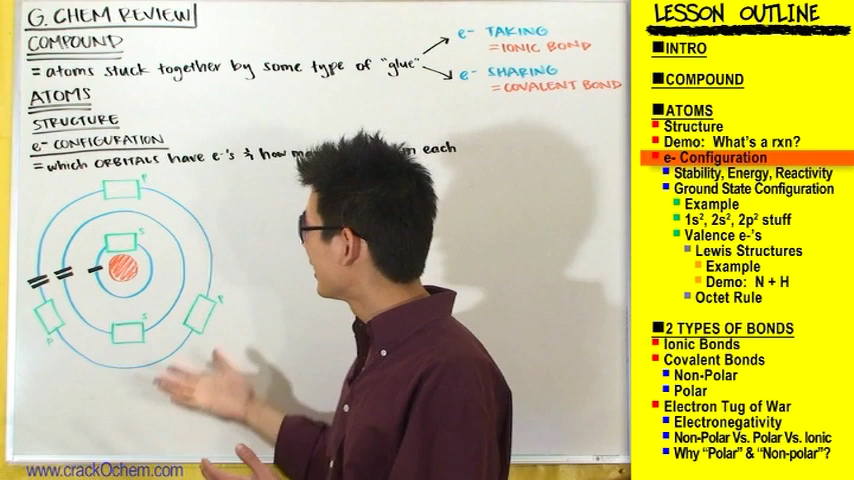 G. CHEM REVIEW
COMPOUND
= atoms stuck together by some type of "glue"
e- TAKING
= IONIC BOND
e- SHARING
= COVALENT BOND
ATOMS
STRUCTURE
e- CONFIGURATION
= which ORBITALS have e-'s & how each
P
S
S
P
P
www.crackOchem.com
LESSON OUTLINE
INTRO
COMPOUND
ATOMS
Structure
Demo: What's a rxn?
e- Configuration
Stability, Energy, Reactivity
Ground State Configuration
Example
1s², 2s², 2p² stuff
Valence e-'s
Lewis Structures
Example
Demo: N + H
Octet Rule
2 TYPES OF BONDS
Ionic Bonds
Covalent Bonds
Non-Polar
Polar
Electron Tug of War
Electronegativity
Non-Polar Vs. Polar Vs. Ionic
Why "Polar" & "Non-polar"?